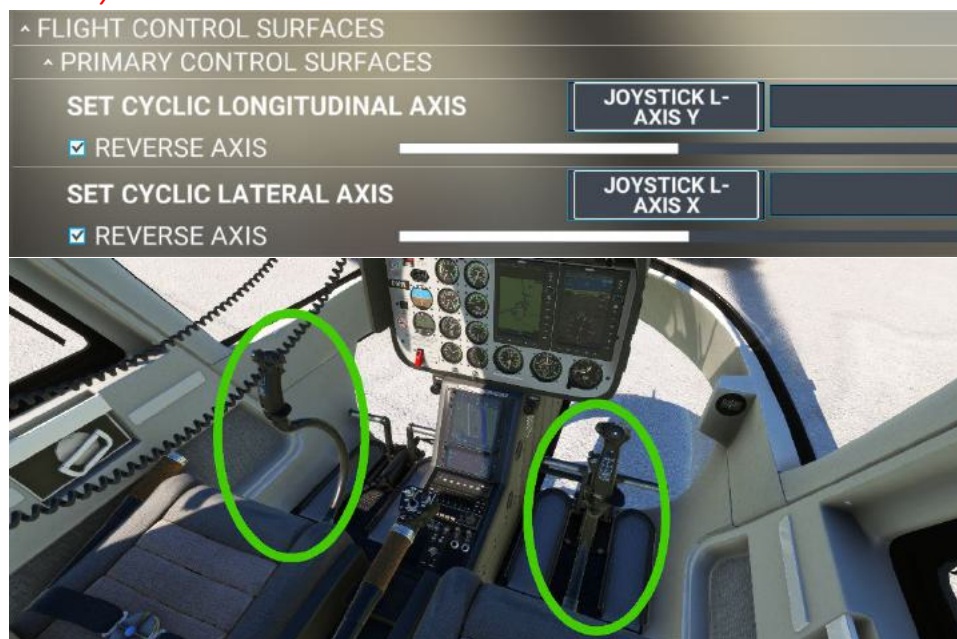 ^ FLIGHT CONTROL SURFACES
^ PRIMARY CONTROL SURFACES
SET CYCLIC LONGITUDINAL AXIS
JOYSTICK L-
AXIS Y
REVERSE AXIS
SET CYCLIC LATERAL AXIS
JOYSTICK L-
AXIS X
REVERSE AXIS